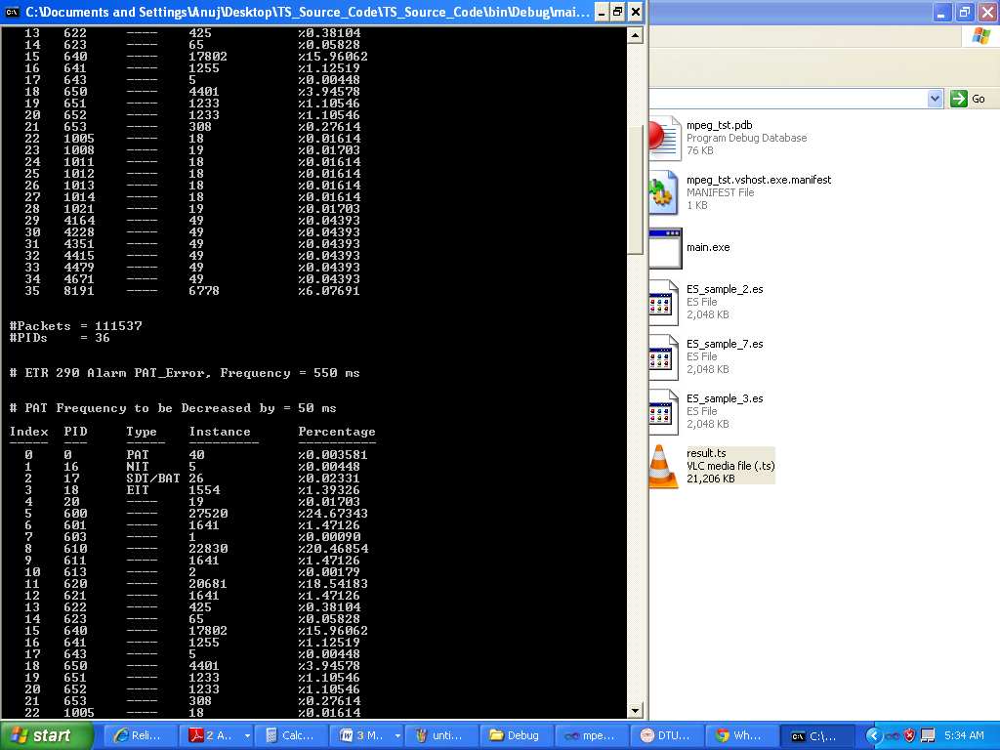 C:\Documents and Settings\Anuj\Desktop\TS_Source_Code\TS_Source_Code\bin\Debug\mai...
13 622 ---- 425 %0.38104
14 623 ---- 65 %0.05828
15 640 ---- 17802 %15.96062
16 641 ---- 1255 %1.12519
17 643 ---- 5 %0.00448
18 650 ---- 4401 %3.94578
19 651 ---- 1233 %1.10546
20 652 ---- 1233 %1.10546
21 653 ---- 308 %0.27614
22 1005 ---- 18 %0.01614
23 1008 ---- 19 %0.01703
24 1011 ---- 18 %0.01614
25 1012 ---- 18 %0.01614
26 1013 ---- 18 %0.01614
27 1014 ---- 18 %0.01614
28 1021 ---- 19 %0.01703
29 4164 ---- 49 %0.04393
30 4228 ---- 49 %0.04393
31 4351 ---- 49 %0.04393
32 4415 ---- 49 %0.04393
33 4479 ---- 49 %0.04393
34 4671 ---- 49 %0.04393
35 8191 ---- 6778 %6.07691
#Packets = 111537
#PIDs = 36
# ETR 290 Alarm PAT_Error, Frequency = 550 ms
# PAT Frequency to be Decreased by = 50 ms
Index PID Type Instance Percentage
----- --- ----- --------- ----------
0 0 PAT 40 %0.003581
1 16 NIT 5 %0.00448
2 17 SDT/BAT 26 %0.02331
3 18 EIT 1554 %1.39326
4 20 ---- 19 %0.01703
5 600 ---- 27520 %24.67343
6 601 ---- 1641 %1.47126
7 603 ---- 1 %0.00090
8 610 ---- 22830 %20.46854
9 611 ---- 1641 %1.47126
10 613 ---- 2 %0.00179
11 620 ---- 20681 %18.54183
12 621 ---- 1641 %1.47126
13 622 ---- 425 %0.38104
14 623 ---- 65 %0.05828
15 640 ---- 17802 %15.96062
16 641 ---- 1255 %1.12519
17 643 ---- 5 %0.00448
18 650 ---- 4401 %3.94578
19 651 ---- 1233 %1.10546
20 652 ---- 1233 %1.10546
21 653 ---- 308 %0.27614
22 1005 ---- 18 %0.01614
Go
mpeg_tst.pdb
Program Debug Database
76 KB
mpeg_tst.vshost.exe.manifest
MANIFEST File
1 KB
main.exe
ES_sample_2.es
ES File
2,048 KB
ES_sample_7.es
ES File
2,048 KB
ES_sample_3.es
ES File
2,048 KB
result.ts
VLC media file (.ts)
21,206 KB
start
Reli...
2 A...
Calc...
3 M...
unti...
Debug
mpe...
DTU...
Wh...
C:\...
5:34 AM